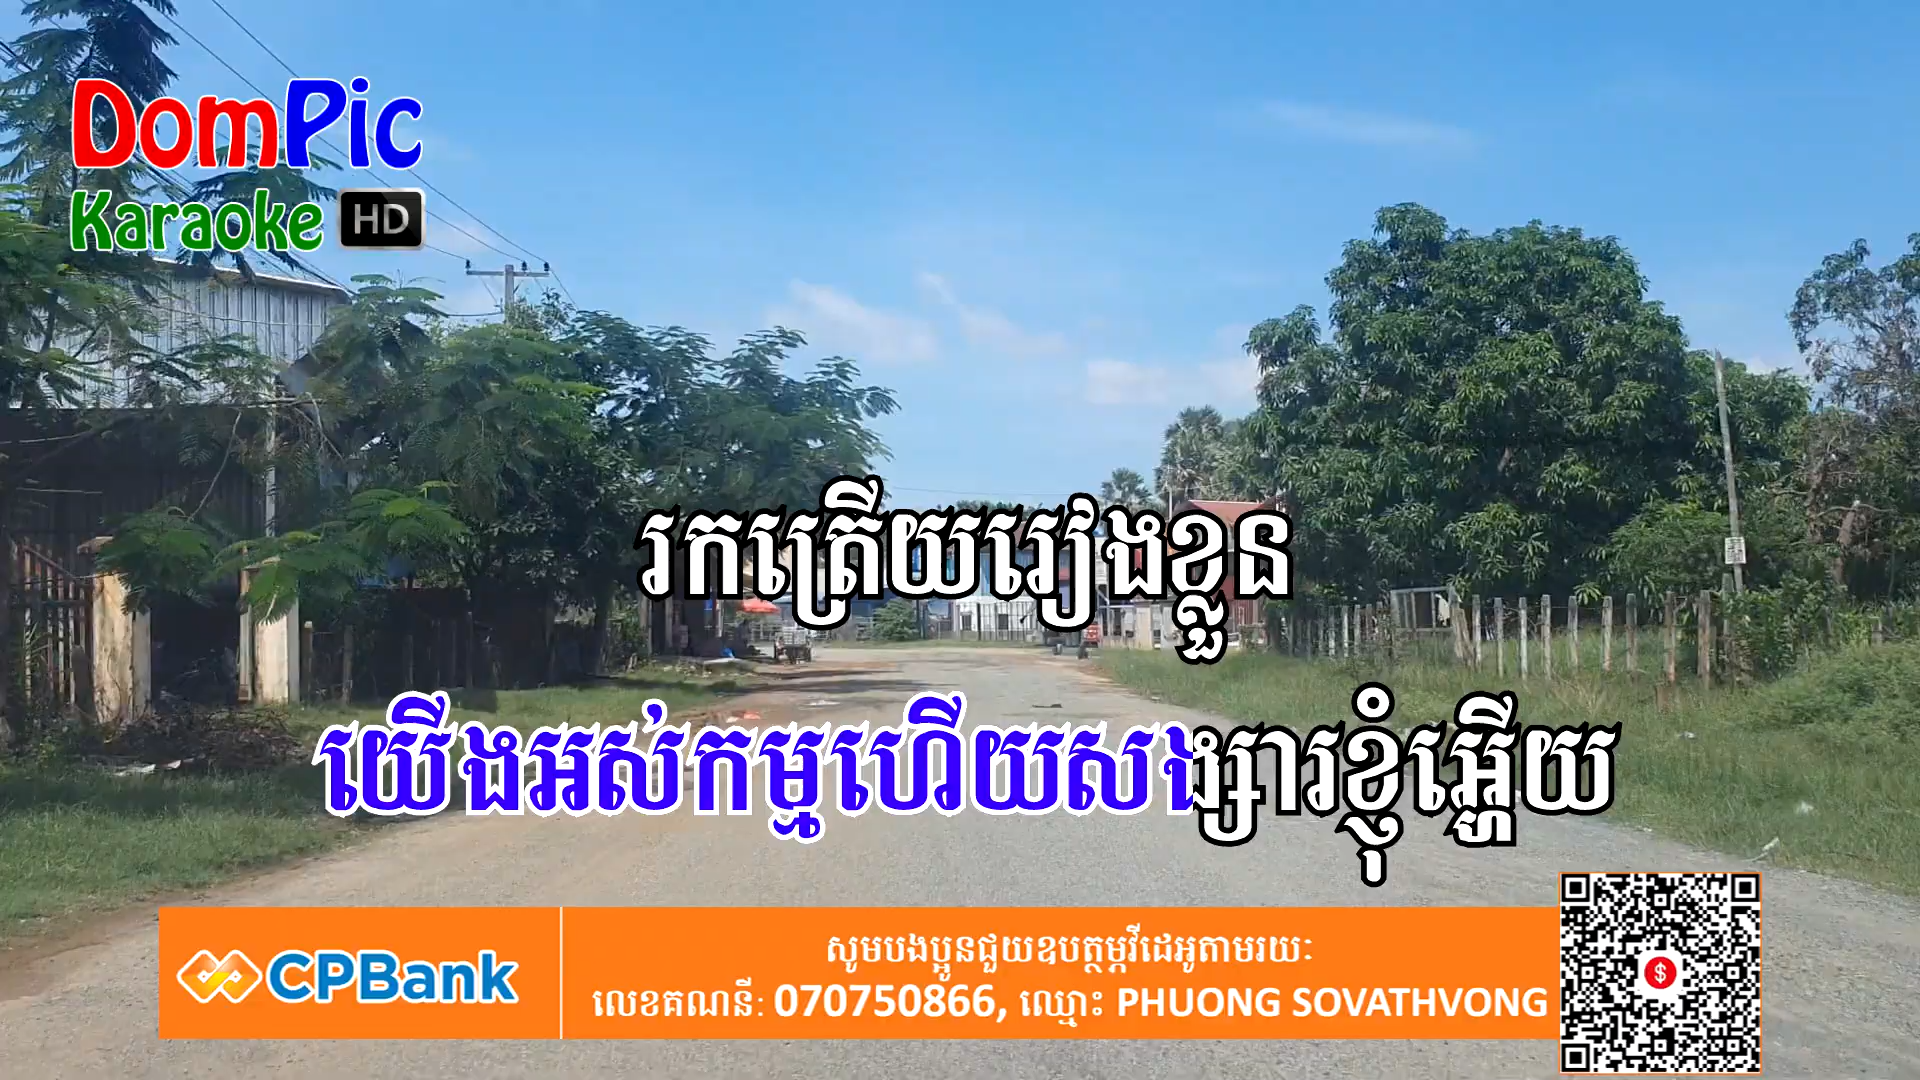 DomPic
Karaoke HD
រកត្រើយរៀងខ្លួន
យើងអស់កម្មហើយសង្សារខ្ញុំអ្ហើយ
CPBank
សូមបងប្អូនជួយឧបត្ថម្ភវីដេអូតាមរយៈ
លេខគណនី: 070750866, ឈ្មោះ PHUONG SOVATHVONG